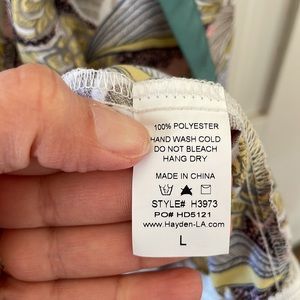 100% POLYESTER
HAND WASH COLD
DO NOT BLEACH
HANG DRY
MADE IN CHINA
STYLE# H3973
PO# HD5121
www.Hayden-LA.com
L